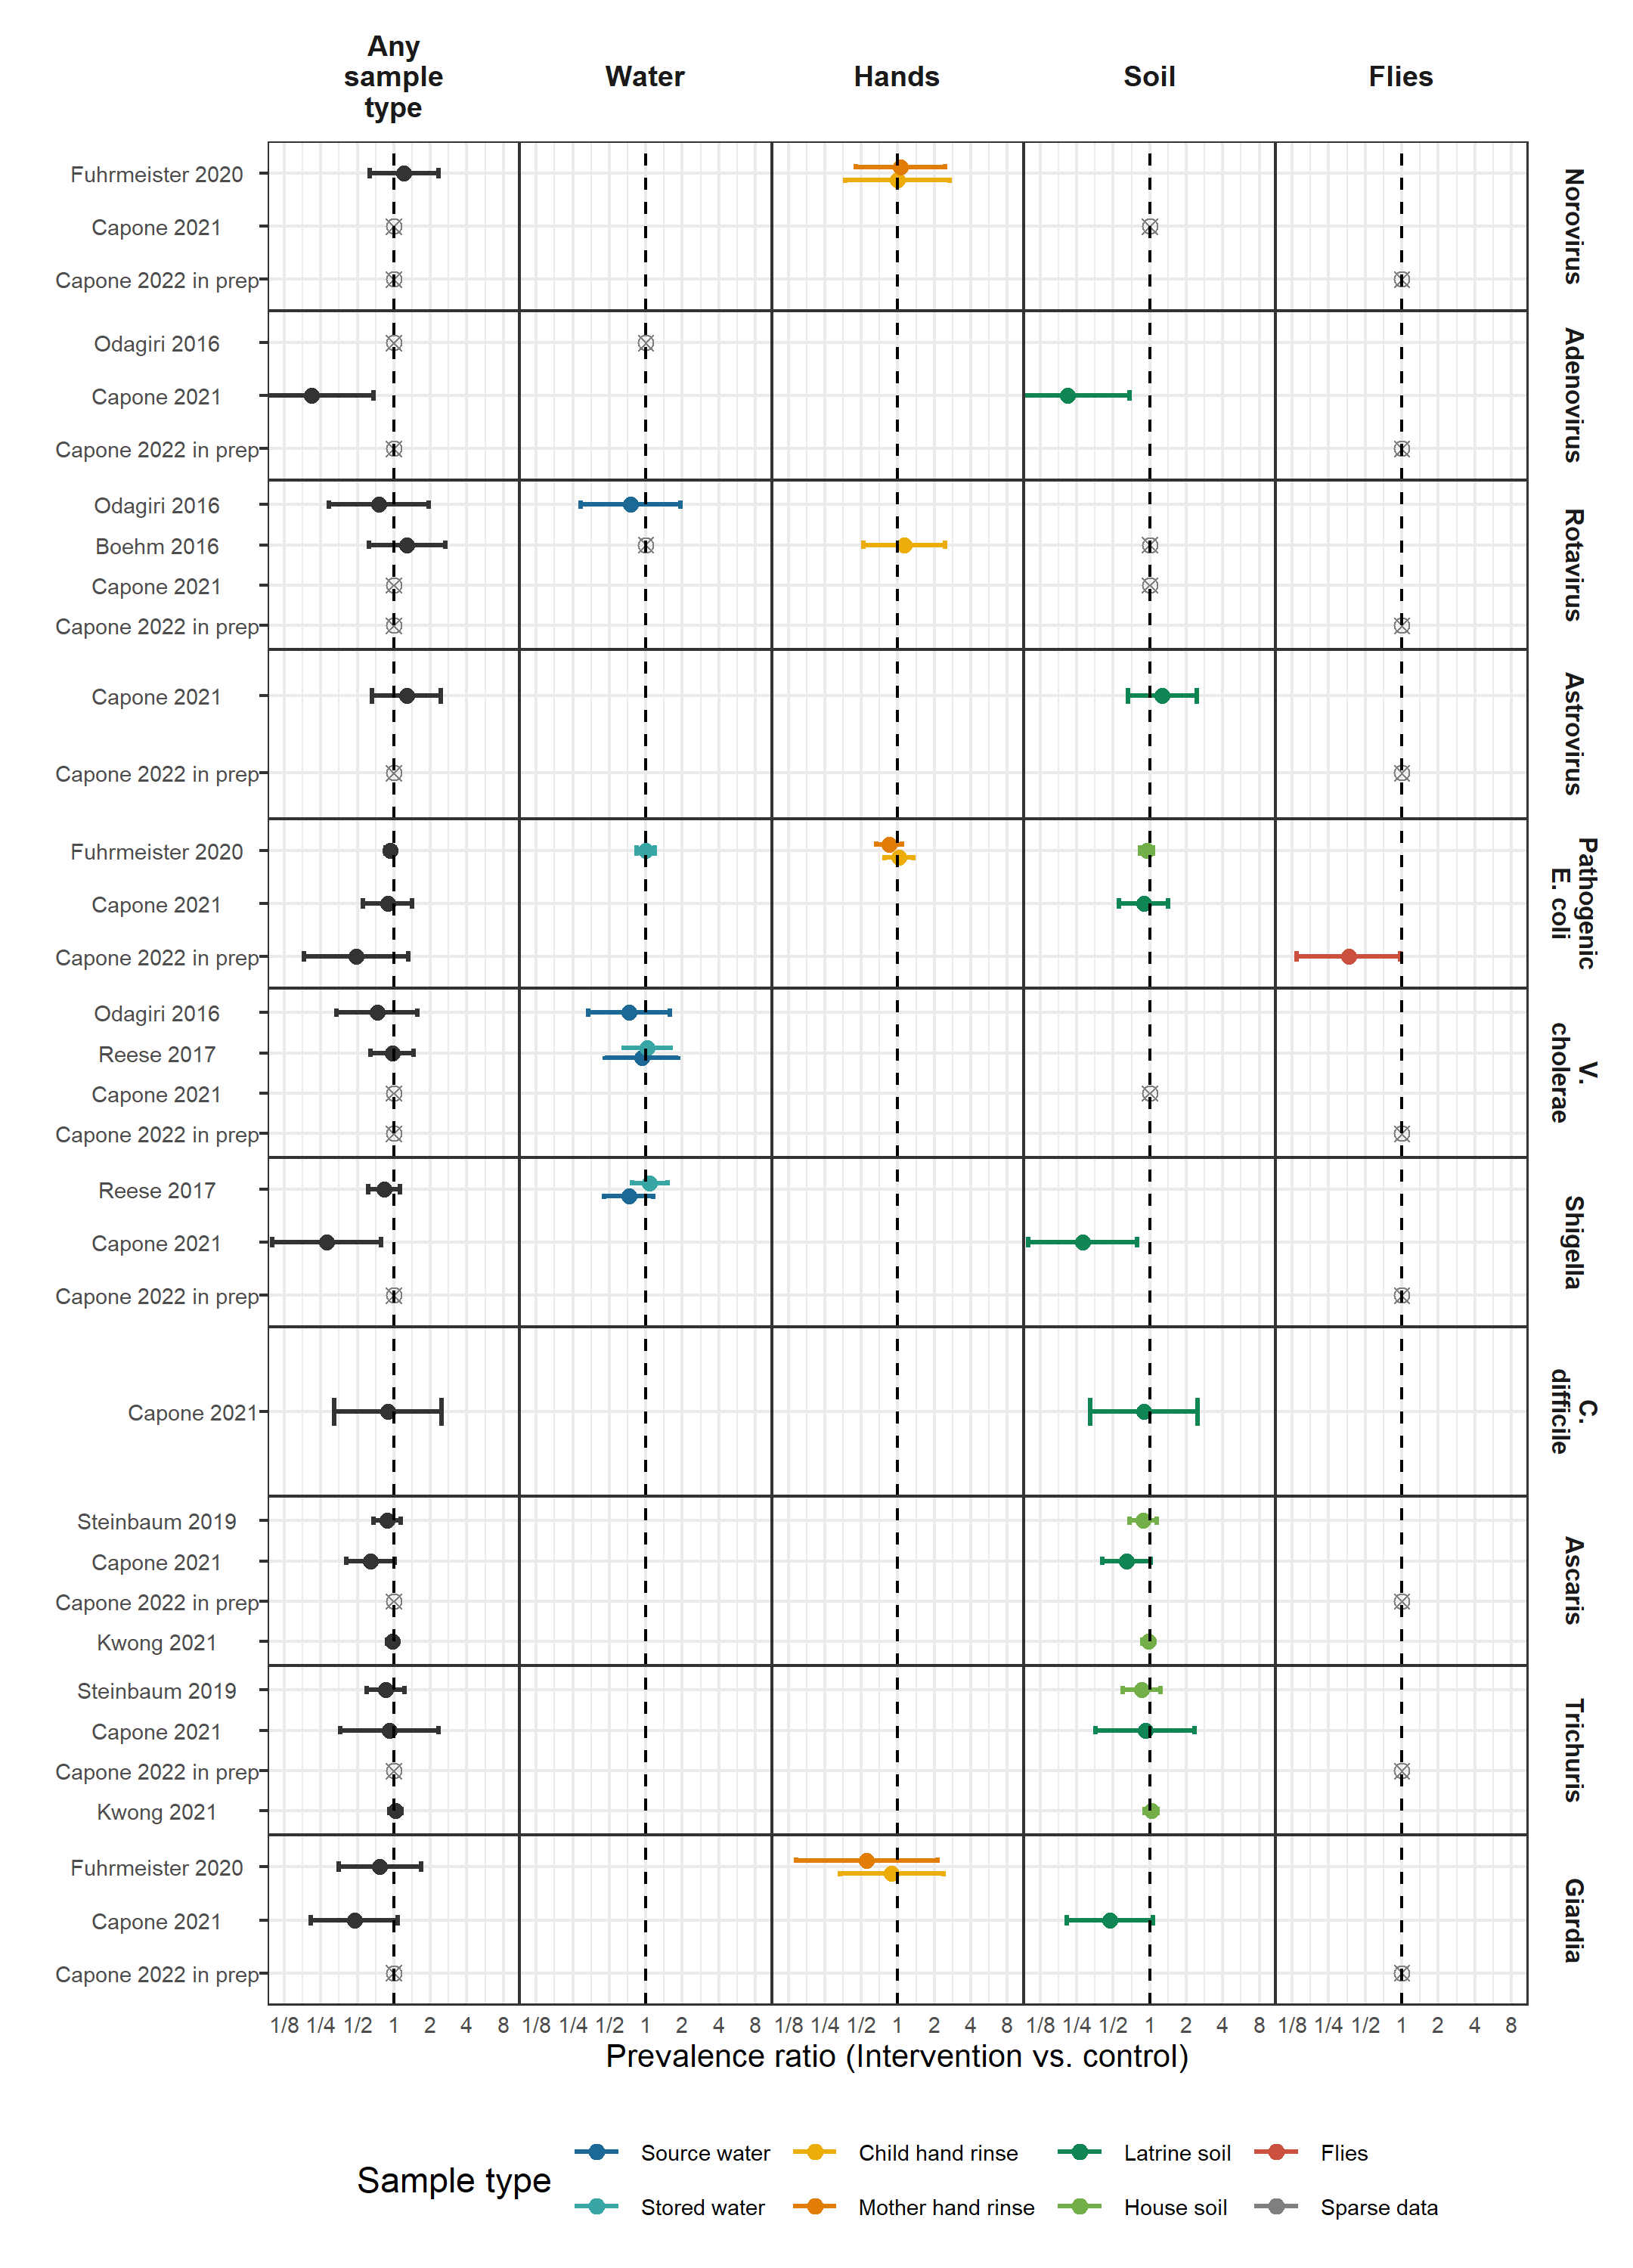 Any
sample
type
Water
Hands
Soil
Flies
Fuhrmeister 2020
Capone 2021
Capone 2022 in prep
Norovirus
Odagiri 2016
Capone 2021
Capone 2022 in prep
Adenovirus
Odagiri 2016
Boehm 2016
Capone 2021
Capone 2022 in prep
Rotavirus
Capone 2021
Capone 2022 in prep
Astrovirus
Fuhrmeister 2020
Capone 2021
Capone 2022 in prep
Pathogenic
E. coli
Odagiri 2016
Reese 2017
Capone 2021
Capone 2022 in prep
V.
cholerae
Reese 2017
Capone 2021
Capone 2022 in prep
Shigella
Capone 2021
C.
difficile
Steinbaum 2019
Capone 2021
Capone 2022 in prep
Kwong 2021
Ascaris
Steinbaum 2019
Capone 2021
Capone 2022 in prep
Kwong 2021
Trichuris
Fuhrmeister 2020
Capone 2021
Capone 2022 in prep
Giardia
1/8 1/4 1/2 1 2 4 8 1/8 1/4 1/2 1 2 4 8 1/8 1/4 1/2 1 2 4 8 1/8 1/4 1/2 1 2 4 8 1/8 1/4 1/2 1 2 4 8
Prevalence ratio (Intervention vs. control)
Sample type
Source water Child hand rinse Latrine soil Flies
Stored water Mother hand rinse House soil Sparse data